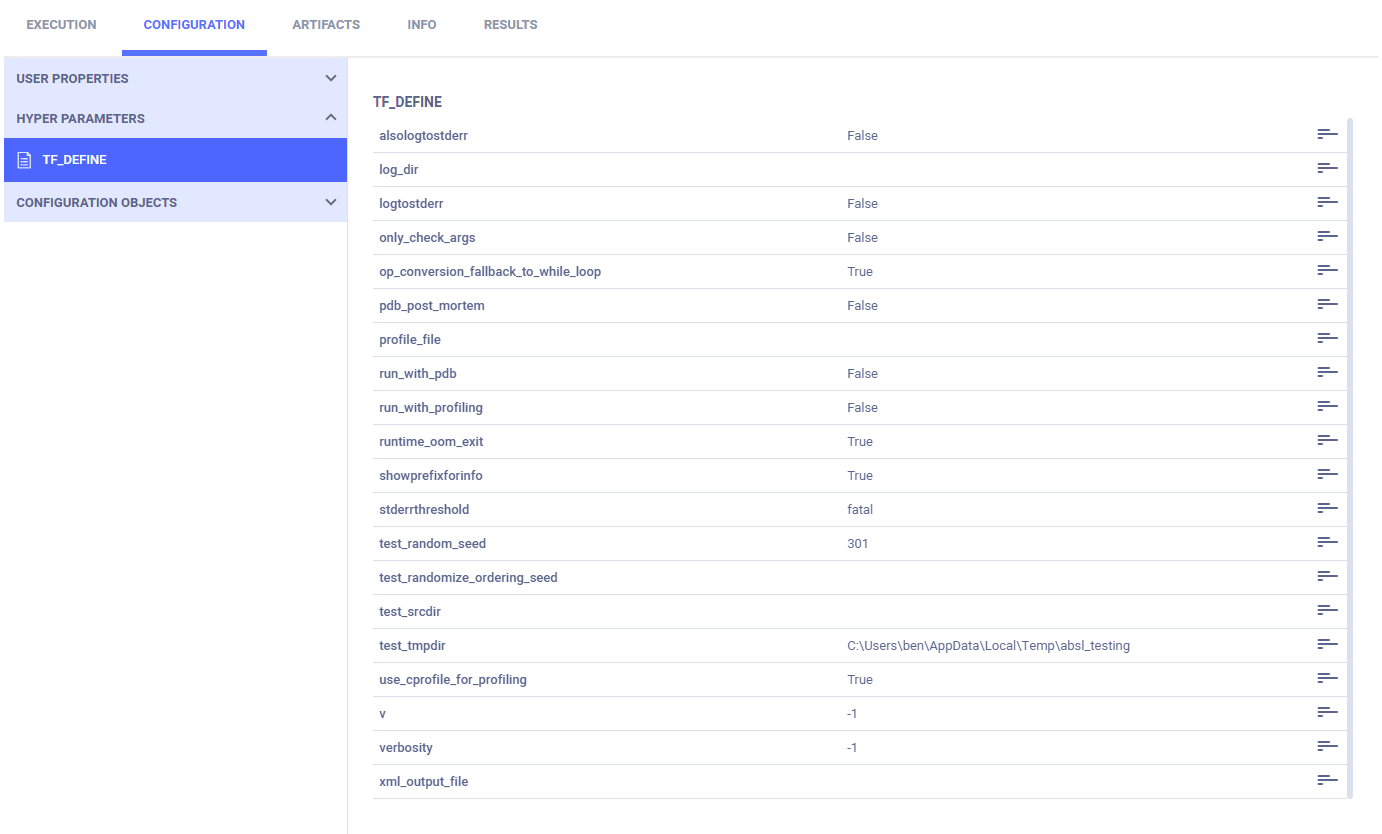 EXECUTION CONFIGURATION ARTIFACTS INFO RESULTS
USER PROPERTIES
HYPER PARAMETERS
TF_DEFINE
CONFIGURATION OBJECTS
TF_DEFINE
alsologtostderr False
log_dir
logtostderr False
only_check_args False
op_conversion_fallback_to_while_loop True
pdb_post_mortem False
profile_file
run_with_pdb False
run_with_profiling False
runtime_oom_exit True
showprefixforinfo True
stderrthreshold fatal
test_random_seed 301
test_randomize_ordering_seed
test_srcdir
test_tmpdir C:\Users\ben\AppData\Local\Temp\absl_testing
use_cprofile_for_profiling True
v -1
verbosity -1
xml_output_file